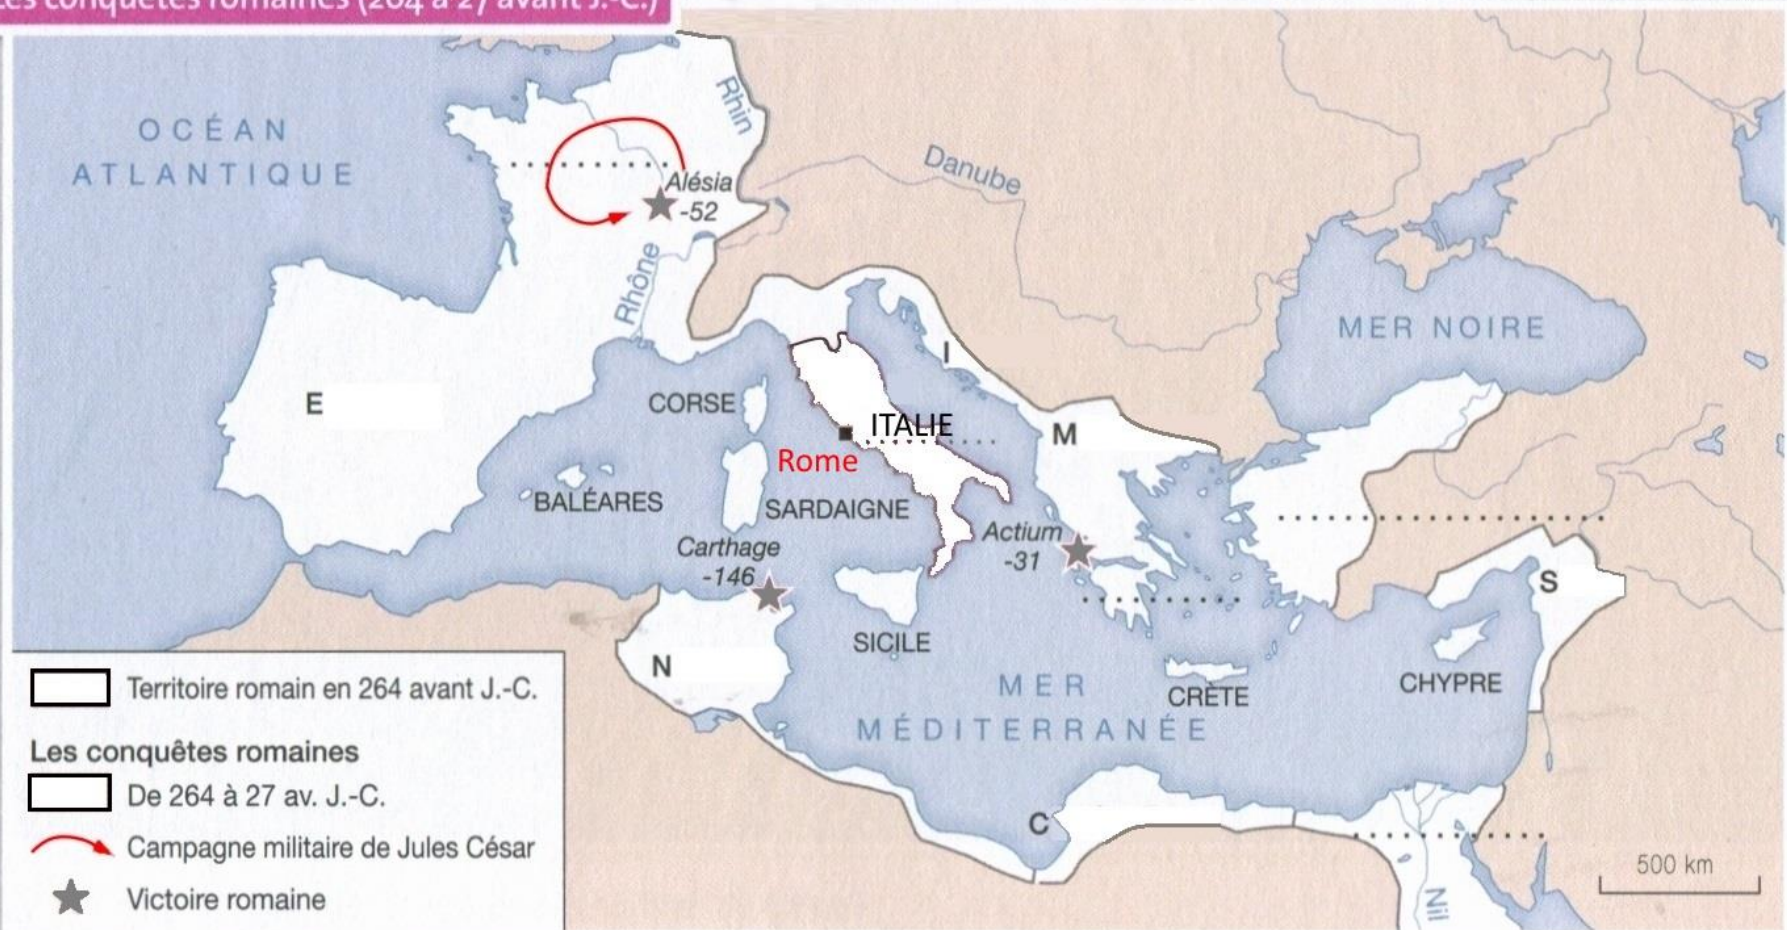 Les conquêtes romaines (264 à 27 avant J.-C.)
OCÉAN
ATLANTIQUE
Rhin
Danube
Alésia
-52
Rhône
MER NOIRE
E
I
M
S
N
C
CORSE
ITALIE
Rome
BALÉARES
SARDAIGNE
Carthage
-146
Actium
-31
SICILE
MER
MÉDITERRANÉE
CRÈTE
CHYPRE
Nil
500 km
Territoire romain en 264 avant J.-C.
Les conquêtes romaines
De 264 à 27 av. J.-C.
Campagne militaire de Jules César
Victoire romaine